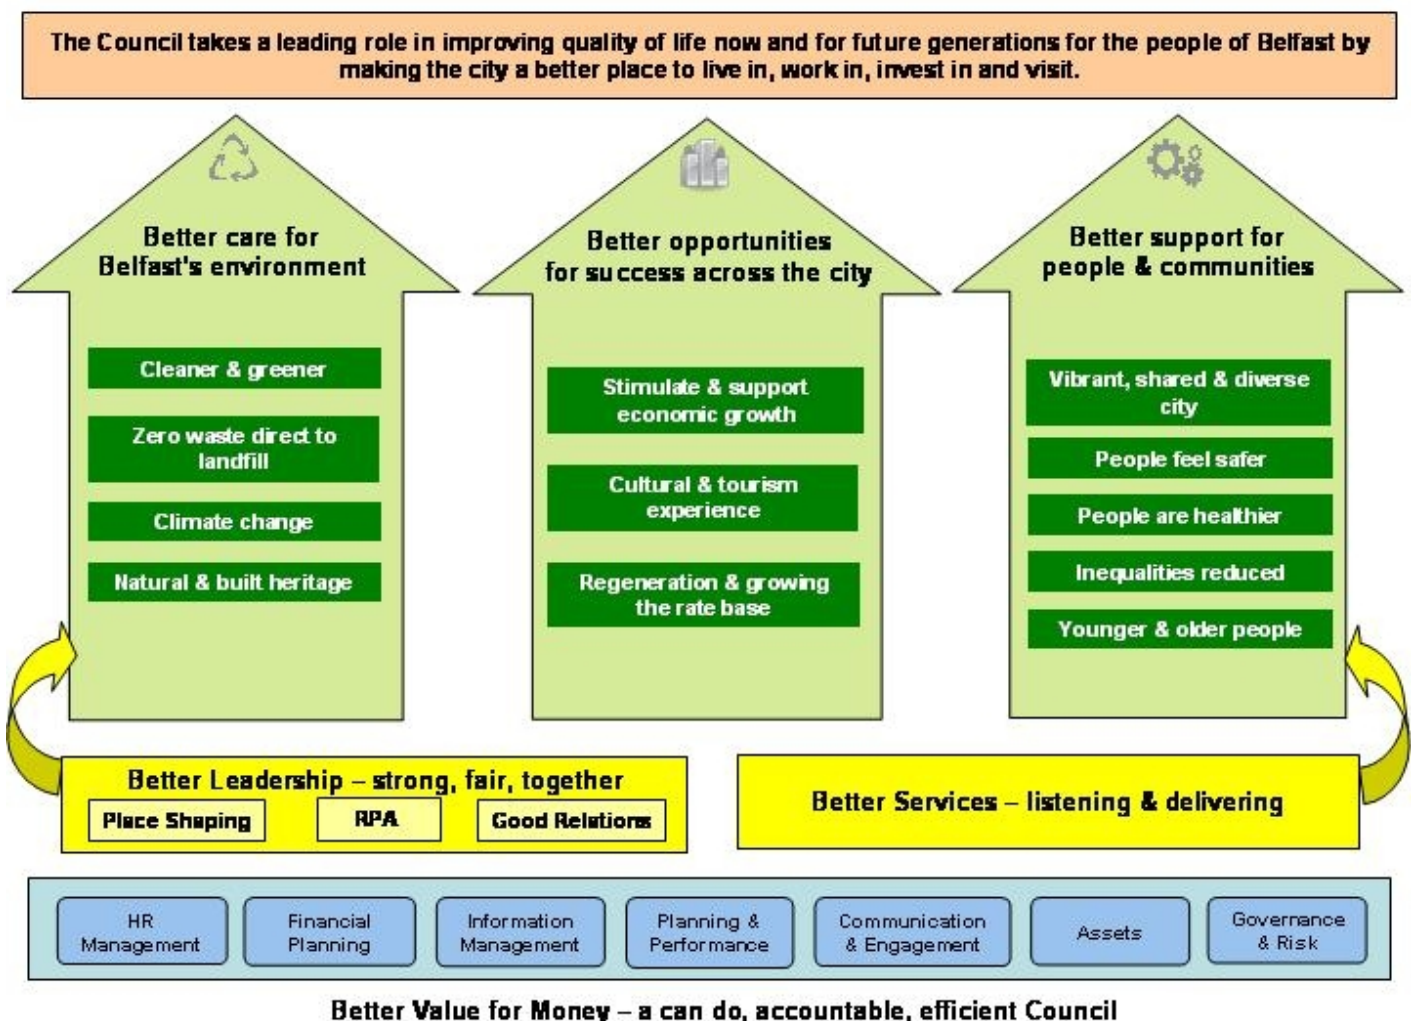 The Council takes a leading role in improving quality of life now and for future generations for the people of Belfast by
making the city a better place to live in, work in, invest in and visit.
Better care for
Belfast's environment
Cleaner & greener
Zero waste direct to
landfill
Climate change
Natural & built heritage
Better opportunities
for success across the city
Stimulate & support
economic growth
Cultural & tourism
experience
Regeneration & growing
the rate base
Better support for
people & communities
Vibrant, shared & diverse
city
People feel safer
People are healthier
Inequalities reduced
Younger & older people
Better Leadership – strong, fair, together
Place Shaping
RPA
Good Relations
Better Services – listening & delivering
HR
Management
Financial
Planning
Information
Management
Planning &
Performance
Communication
& Engagement
Assets
Governance
& Risk
Better Value for Money – a can do, accountable, efficient Council